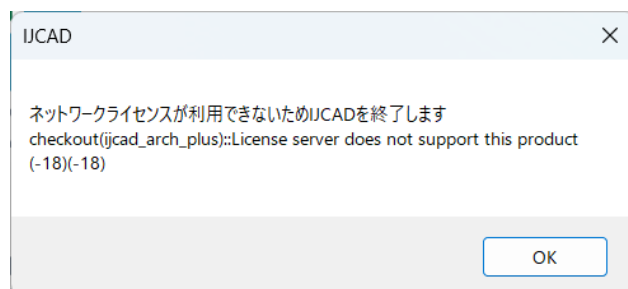 IJCAD
ネットワークライセンスが利用できないためIJCADを終了します
checkout(ijcad_arch_plus)::License server does not support this product
(-18)(-18)
OK